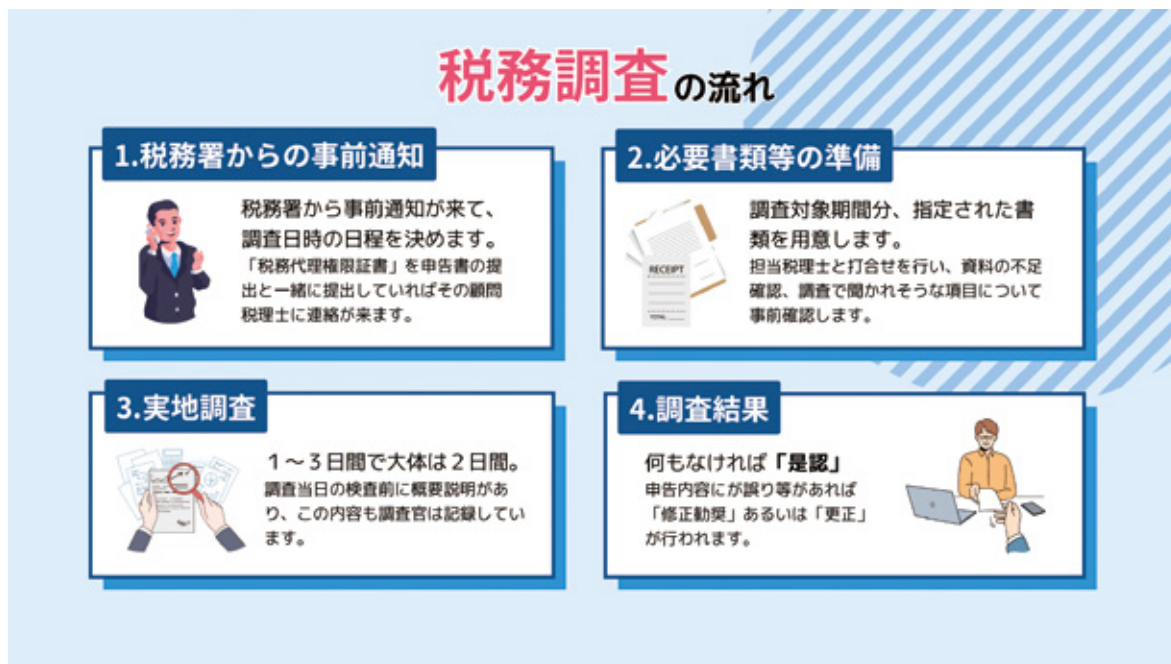 税務調査の流れ
1.税務署からの事前通知
税務署から事前通知が来て、
調査日時の日程を決めます。
「税務代理権限証書」を申告書の提
出と一緒に提出していればその顧問
税理士に連絡が来ます。
2.必要書類等の準備
RECEIPT
TOTAL
調査対象期間分、指定された書
類を用意します。
担当税理士と打合せを行い、資料の不足
確認、調査で聞かれそうな項目について
事前確認します。
3.実地調査
1〜3日間で大体は2日間。
調査当日の検査前に概要説明があ
り、この内容も調査官は記録してい
ます。
4.調査結果
何もなければ「是認」
申告内容にが誤り等があれば
「修正勧奨」あるいは「更正」
が行われます。